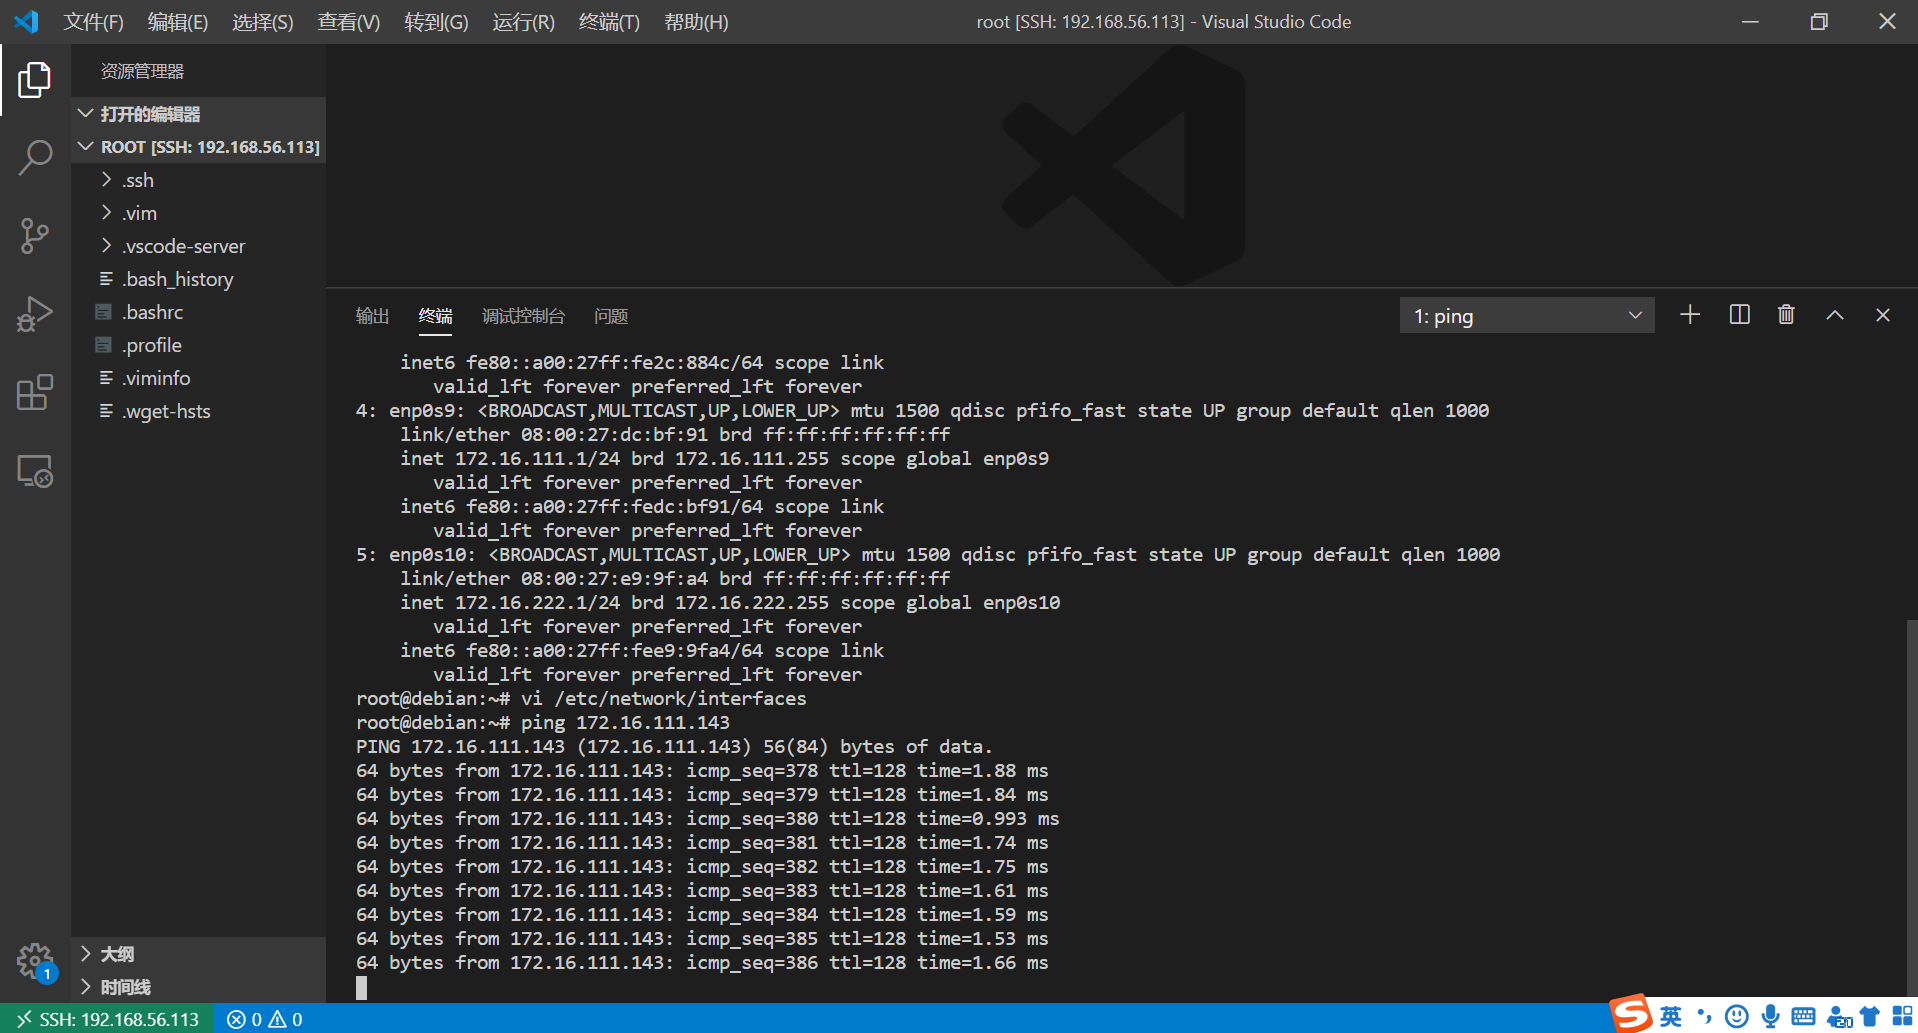 文件(F) 编辑(E) 选择(S) 查看(V) 转到(G) 运行(R) 终端(T) 帮助(H) root [SSH: 192.168.56.113] - Visual Studio Code
资源管理器
打开的编辑器
ROOT [SSH: 192.168.56.113]
.ssh
.vim
.vscode-server
.bash_history
.bashrc
.profile
.viminfo
.wget-hsts
大纲
时间线
1
输出 终端 调试控制台 问题 1: ping
inet6 fe80::a00:27ff:fe2c:884c/64 scope link
valid_lft forever preferred_lft forever
4: enp0s9: <BROADCAST,MULTICAST,UP,LOWER_UP> mtu 1500 qdisc pfifo_fast state UP group default qlen 1000
link/ether 08:00:27:dc:bf:91 brd ff:ff:ff:ff:ff:ff
inet 172.16.111.1/24 brd 172.16.111.255 scope global enp0s9
valid_lft forever preferred_lft forever
inet6 fe80::a00:27ff:fedc:bf91/64 scope link
valid_lft forever preferred_lft forever
5: enp0s10: <BROADCAST,MULTICAST,UP,LOWER_UP> mtu 1500 qdisc pfifo_fast state UP group default qlen 1000
link/ether 08:00:27:e9:9f:a4 brd ff:ff:ff:ff:ff:ff
inet 172.16.222.1/24 brd 172.16.222.255 scope global enp0s10
valid_lft forever preferred_lft forever
inet6 fe80::a00:27ff:fee9:9fa4/64 scope link
valid_lft forever preferred_lft forever
root@debian:~# vi /etc/network/interfaces
root@debian:~# ping 172.16.111.143
PING 172.16.111.143 (172.16.111.143) 56(84) bytes of data.
64 bytes from 172.16.111.143: icmp_seq=378 ttl=128 time=1.88 ms
64 bytes from 172.16.111.143: icmp_seq=379 ttl=128 time=1.84 ms
64 bytes from 172.16.111.143: icmp_seq=380 ttl=128 time=0.993 ms
64 bytes from 172.16.111.143: icmp_seq=381 ttl=128 time=1.74 ms
64 bytes from 172.16.111.143: icmp_seq=382 ttl=128 time=1.75 ms
64 bytes from 172.16.111.143: icmp_seq=383 ttl=128 time=1.61 ms
64 bytes from 172.16.111.143: icmp_seq=384 ttl=128 time=1.59 ms
64 bytes from 172.16.111.143: icmp_seq=385 ttl=128 time=1.53 ms
64 bytes from 172.16.111.143: icmp_seq=386 ttl=128 time=1.66 ms
SSH: 192.168.56.113 0 0 英